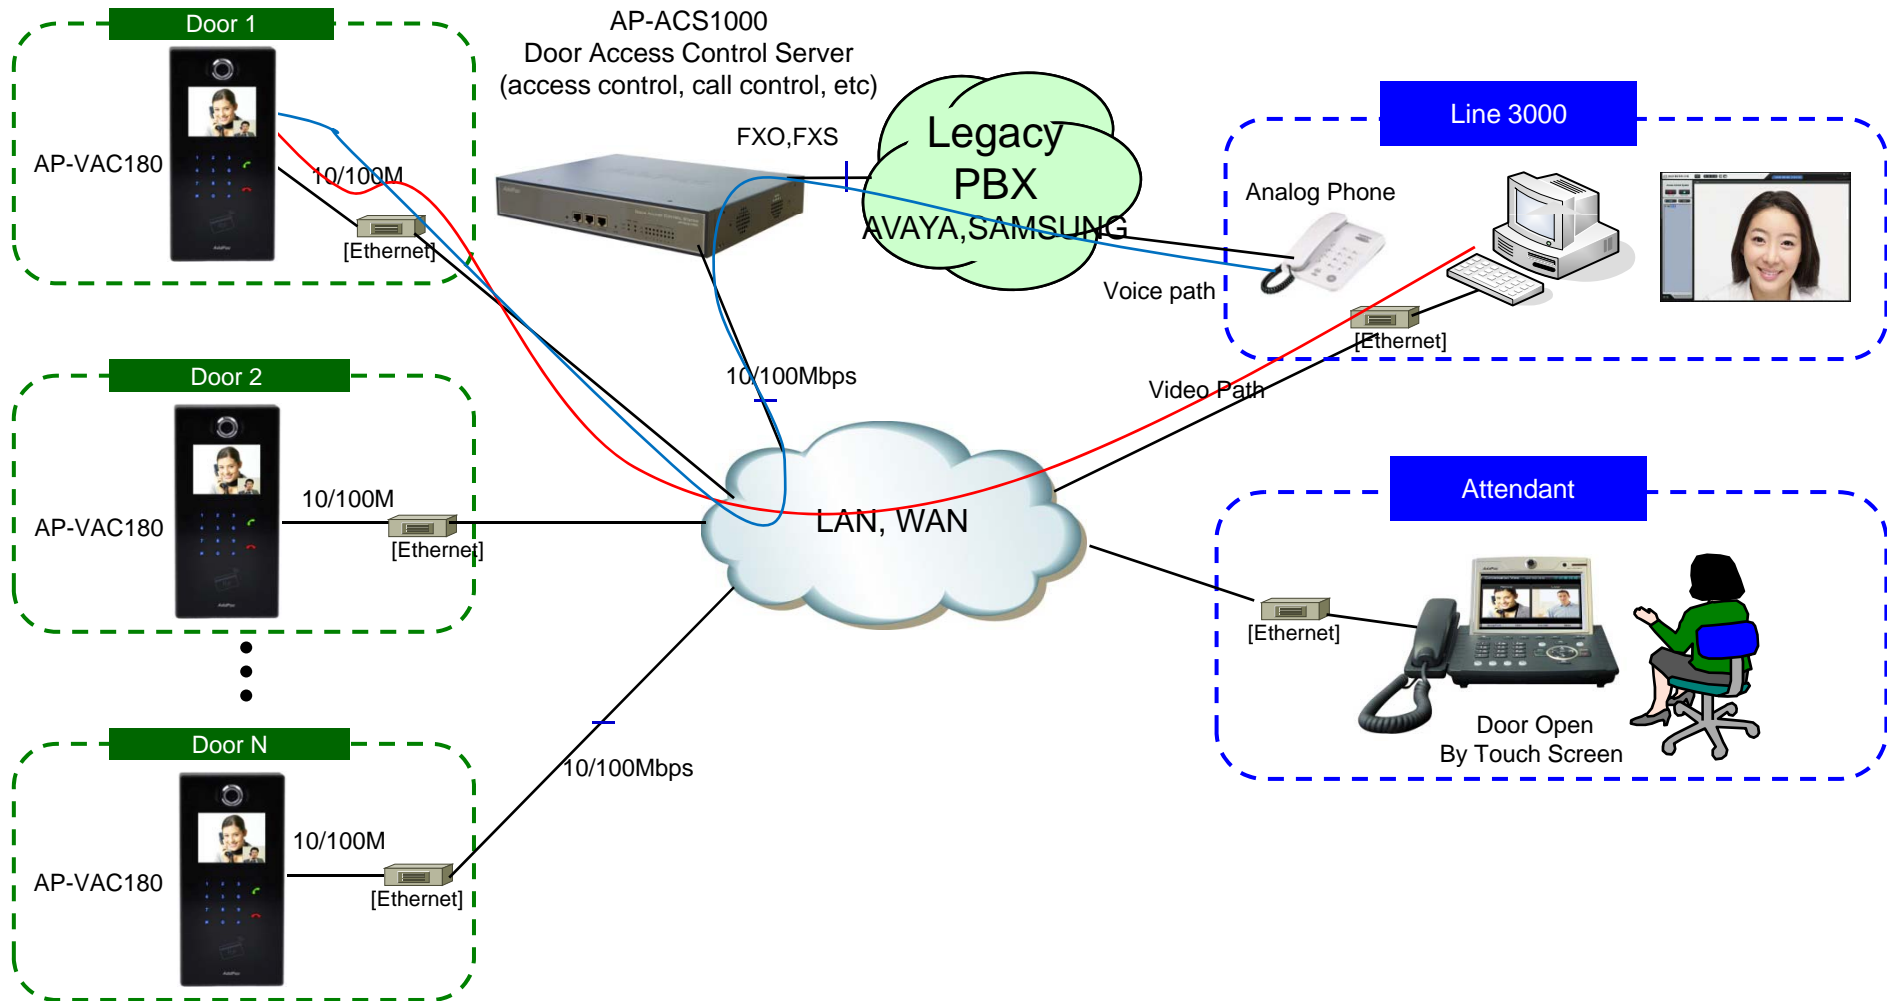 Door 1
AP-VAC180
10/100M
[Ethernet]
AP-ACS1000
Door Access Control Server
(access control, call control, etc)
FXO,FXS
Legacy
PBX
AVAYA,SAMSUNG
Line 3000
Analog Phone
Voice path
[Ethernet]
10/100Mbps
Video Path
Door 2
AP-VAC180
10/100M
[Ethernet]
LAN, WAN
Attendant
[Ethernet]
Door Open
By Touch Screen
Door N
AP-VAC180
10/100M
[Ethernet]
10/100Mbps